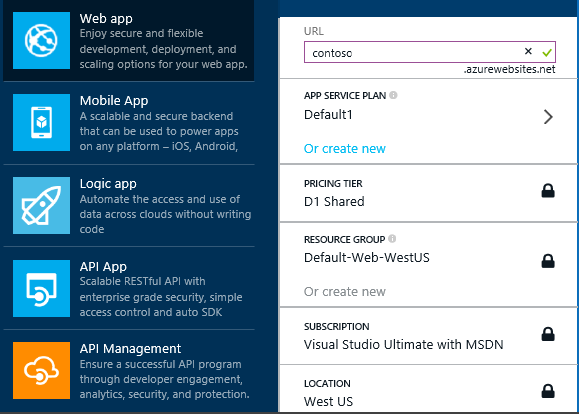 Web app
Enjoy secure and flexible
development, deployment, and
scaling options for your web app.
Mobile App
A scalable and secure backend
that can be used to power apps
on any platform – iOS, Android,
Logic app
Automate the access and use of
data across clouds without writing
code
API App
Scalable RESTful API with
enterprise grade security, simple
access control and auto SDK
API Management
Ensure a successful API program
through developer engagement,
analytics, security, and protection.
URL
contoso
.azurewebsites.net
APP SERVICE PLAN
Default1
Or create new
PRICING TIER
D1 Shared
RESOURCE GROUP
Default-Web-WestUS
Or create new
SUBSCRIPTION
Visual Studio Ultimate with MSDN
LOCATION
West US